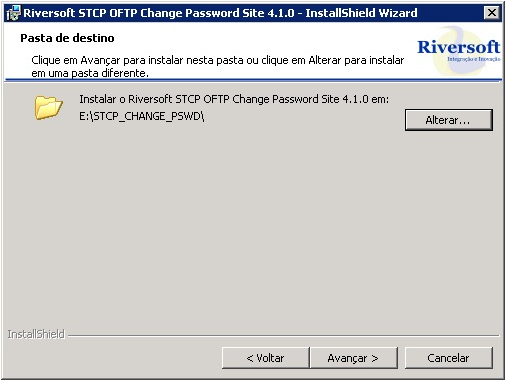 Riversoft STCP OFTP Change Password Site 4.1.0 - InstallShield Wizard
Pasta de destino
Clique em Avançar para instalar nesta pasta ou clique em Alterar para instalar
em uma pasta diferente.
Riversoft
Integração e Inovação
Instalar o Riversoft STCP OFTP Change Password Site 4.1.0 em:
E:\STCP_CHANGE_PSWD\
Alterar...
InstallShield
< Voltar
Avançar >
Cancelar